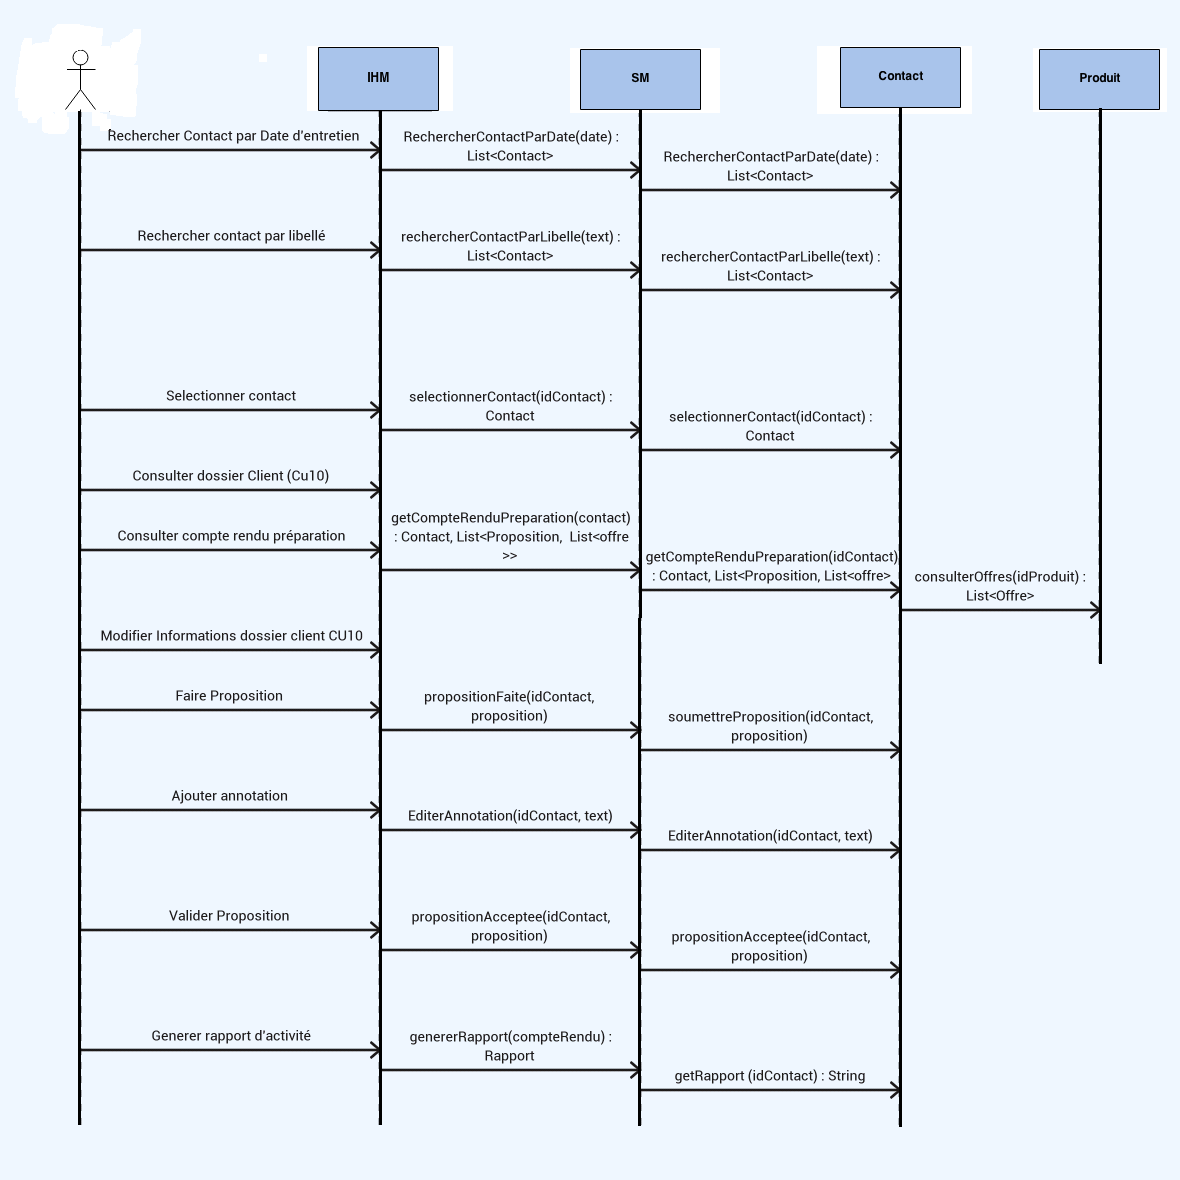 IHM
SM
Contact
Produit
Rechercher Contact par Date d'entretien
RechercherContactParDate(date) :
List<Contact>
RechercherContactParDate(date) :
List<Contact>
Rechercher contact par libellé
rechercherContactParLibelle(text) :
List<Contact>
rechercherContactParLibelle(text) :
List<Contact>
Selectionner contact
selectionnerContact(idContact) :
Contact
selectionnerContact(idContact) :
Contact
Consulter dossier Client (Cu10)
Consulter compte rendu préparation
getCompteRenduPreparation(contact)
: Contact, List<Proposition, List<offre
>>
getCompteRenduPreparation(idContact)
: Contact, List<Proposition, List<offre>
consulterOffres(idProduit) :
List<Offre>
Modifier Informations dossier client CU10
Faire Proposition
propositionFaite(idContact,
proposition)
soumettreProposition(idContact,
proposition)
Ajouter annotation
EditerAnnotation(idContact, text)
EditerAnnotation(idContact, text)
Valider Proposition
propositionAcceptee(idContact,
proposition)
propositionAcceptee(idContact,
proposition)
Generer rapport d'activité
genererRapport(compteRendu) :
Rapport
getRapport (idContact) : String